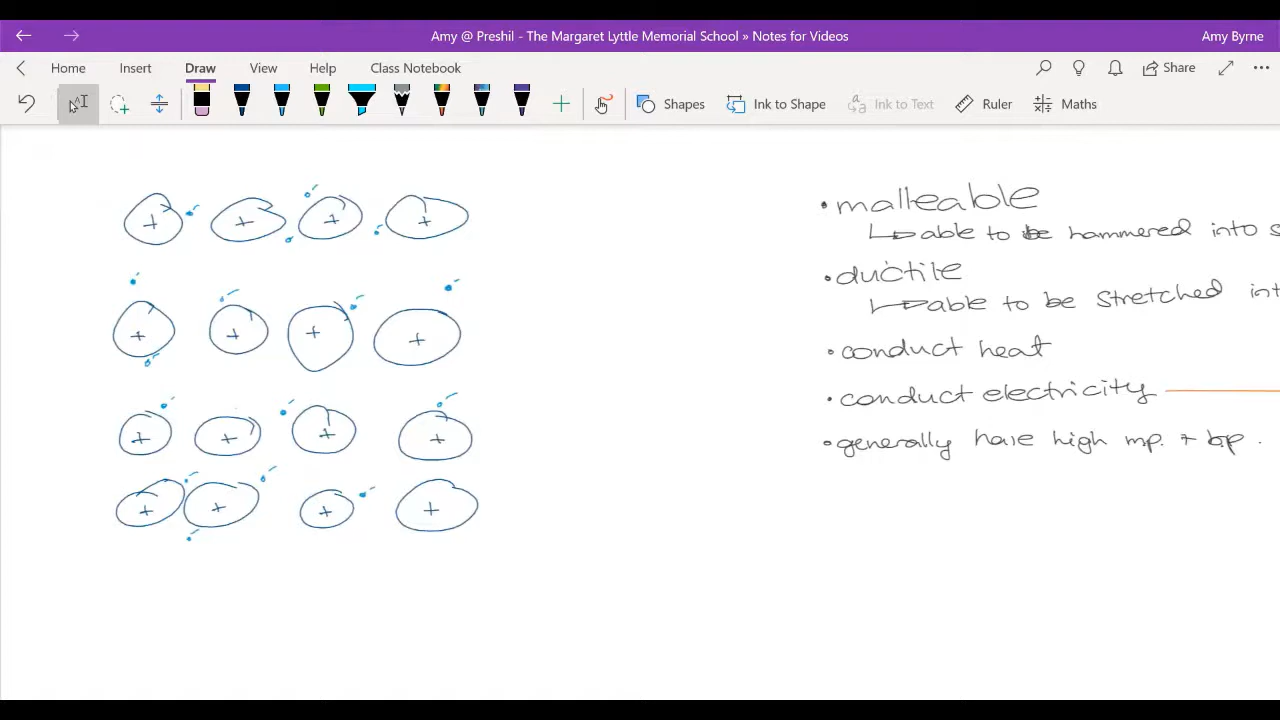 Amy @ Preshil - The Margaret Lyttle Memorial School » Notes for Videos
Amy Byrne
Home Insert Draw View Help Class Notebook
Share
Shapes Ink to Shape Ink to Text Ruler Maths
+ + + +
+ + + +
+ + + +
+ + + +
• malleable
able to be hammered into s
• ductile
able to be stretched int
• conduct heat
• conduct electricity
• generally have high mp. + bp.